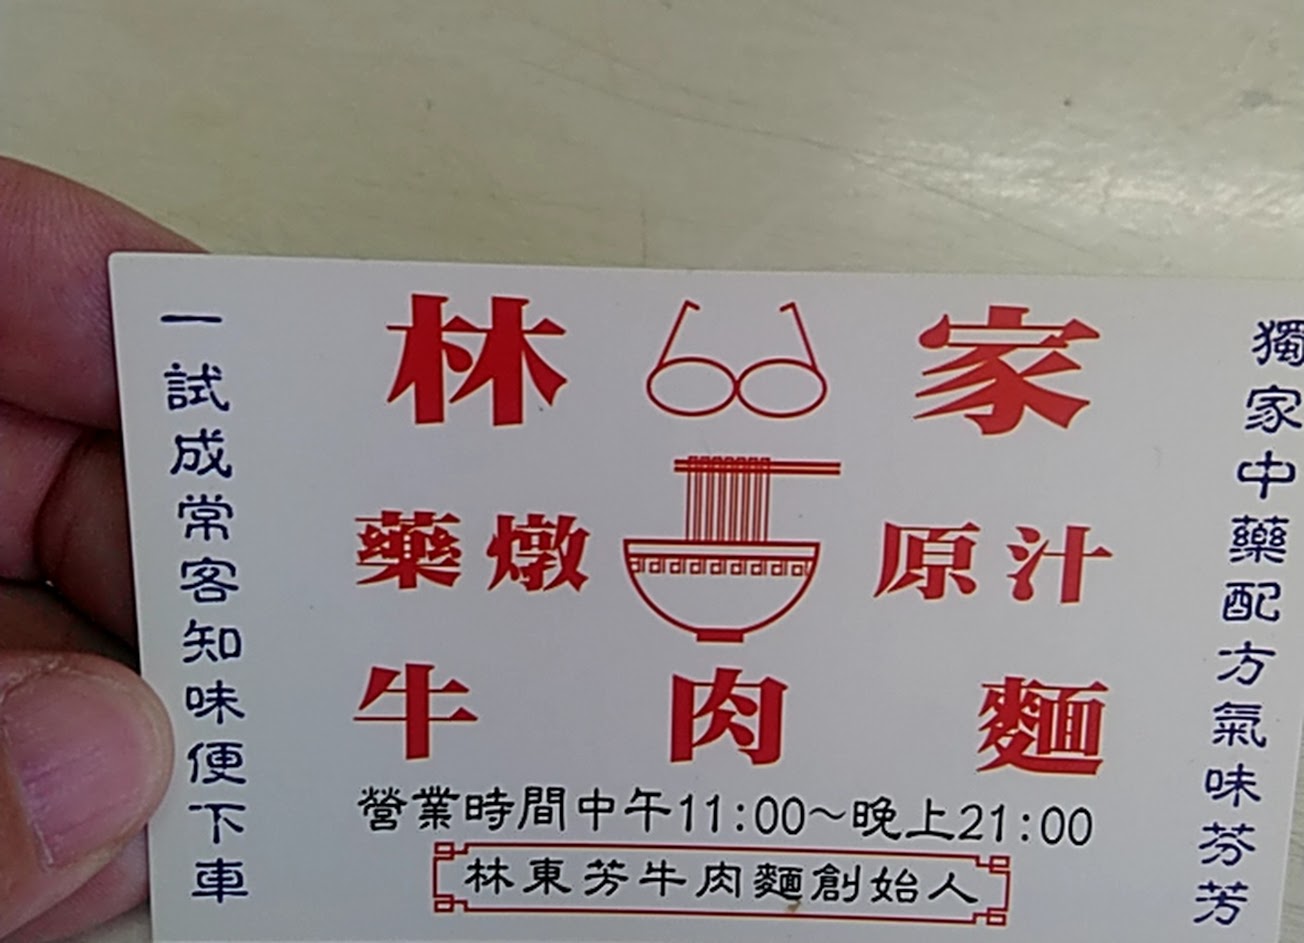 獨家中藥配方氣味芬芳
林家
藥燉原汁
牛肉麵
營業時間中午11:00～晚上21:00
林東芳牛肉麵創始人
一試成常客知味便下車